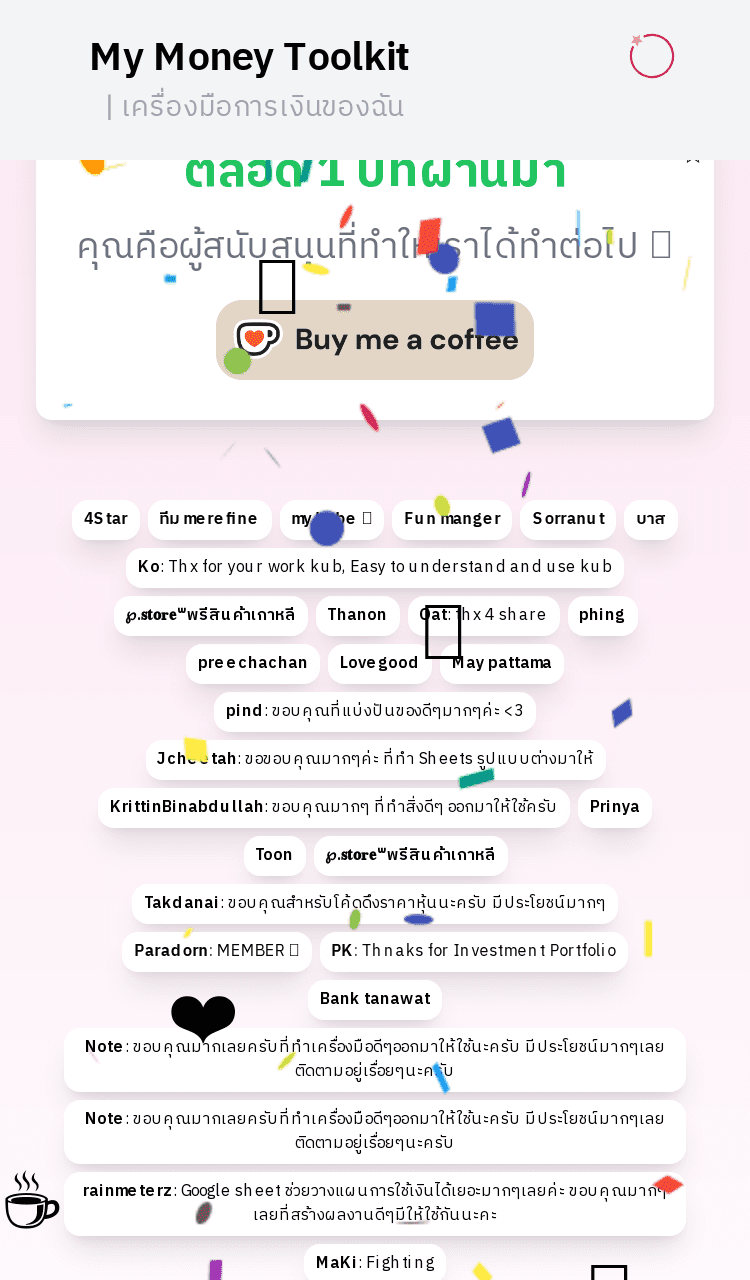 My Money Toolkit
| เครื่องมือการเงินของฉัน
ตลอด 1 ปีที่ผ่านมา
คุณคือผู้สนับสนุนที่ทำให้เราได้ทำต่อไป
Buy me a coffee
4Star ทีม merefine Fun manger Sorranut บาส
Ko: Thx for your work kub, Easy to understand and use kub
℘.𝖘𝖙𝖔𝖗𝖊ᐡพรีสินค้าเกาหลี Thanon Oat: thx 4 share phing
preechachan Lovegood May pattama
pind: ขอบคุณที่แบ่งปันของดีๆมากๆค่ะ <3
Jcheetah: ขอขอบคุณมากๆค่ะ ที่ทำ Sheets รูปแบบต่างมาให้
KrittinBinabdullah: ขอบคุณมากๆ ที่ทำสิ่งดีๆ ออกมาให้ใช้ครับ Prinya
Toon ℘.𝖘𝖙𝖔𝖗𝖊ᐡพรีสินค้าเกาหลี
Takdanai: ขอบคุณสำหรับโค้ดดึงราคาหุ้นนะครับ มีประโยชน์มากๆ
Paradorn: MEMBER PK: Thnaks for Investment Portfolio
Bank tanawat
Note: ขอบคุณมากเลยครับที่ทำเครื่องมือดีๆออกมาให้ใช้นะครับ มีประโยชน์มากๆเลย
ติดตามอยู่เรื่อยๆนะครับ
Note: ขอบคุณมากเลยครับที่ทำเครื่องมือดีๆออกมาให้ใช้นะครับ มีประโยชน์มากๆเลย
ติดตามอยู่เรื่อยๆนะครับ
rainmeterz: Google sheet ช่วยวางแผนการใช้เงินได้เยอะมากๆเลยค่ะ ขอบคุณมากๆ
เลยที่สร้างผลงานดีๆมีให้ใช้กันนะคะ
MaKi: Fighting